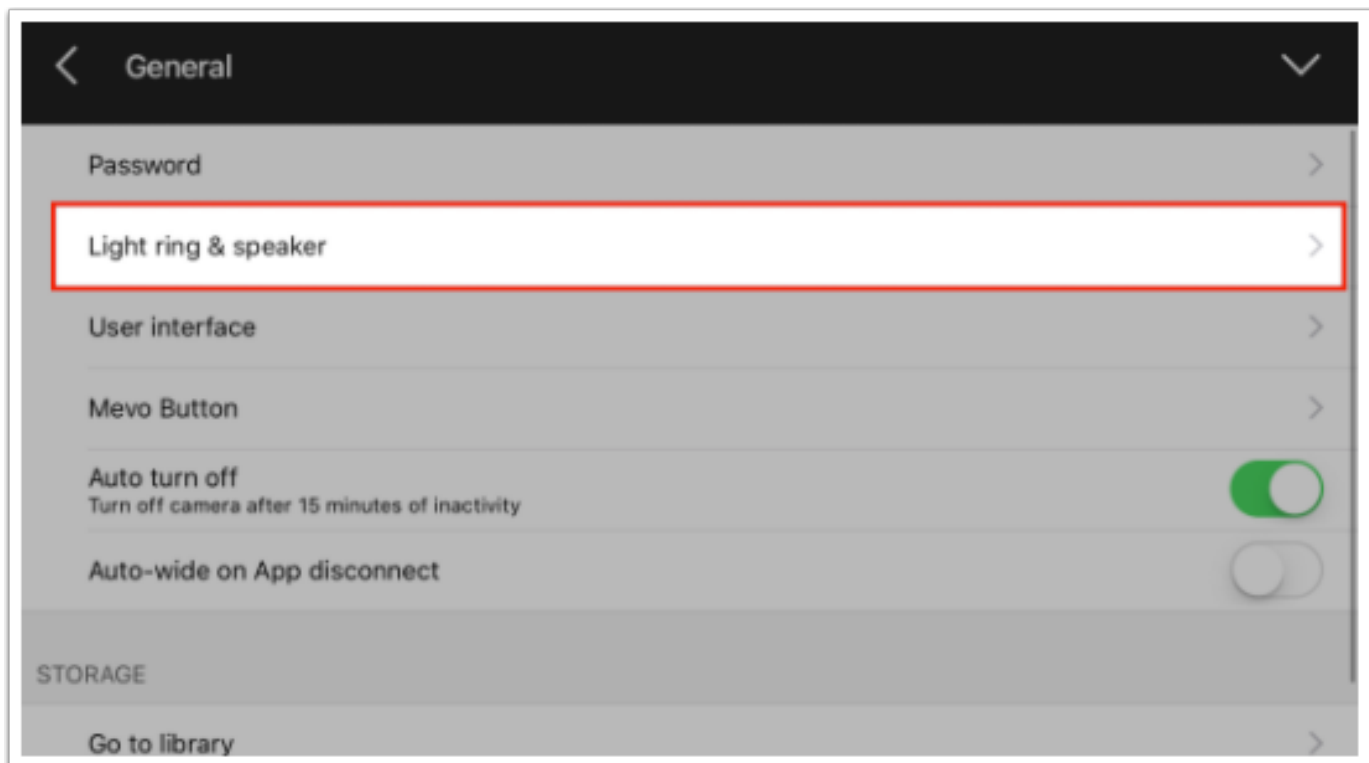 General
Password
Light ring & speaker
User interface
Mevo Button
Auto turn off
Turn off camera after 15 minutes of inactivity
Auto-wide on App disconnect
STORAGE
Go to library